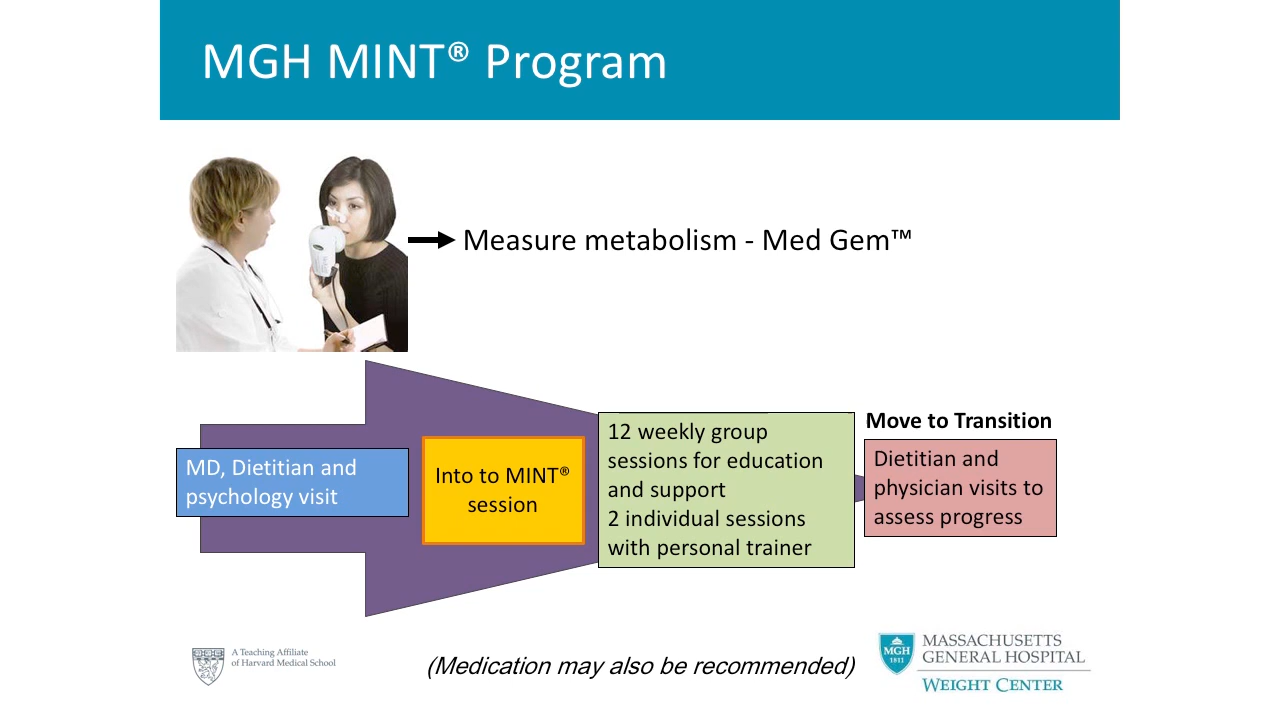 MGH MINT® Program
Measure metabolism - Med Gem™
MD, Dietitian and
psychology visit
Into to MINT®
session
12 weekly group
sessions for education
and support
2 individual sessions
with personal trainer
Move to Transition
Dietitian and
physician visits to
assess progress
A Teaching Affiliate
of Harvard Medical School
(Medication may also be recommended)
MGH
1811
MASSACHUSETTS
GENERAL HOSPITAL
WEIGHT CENTER